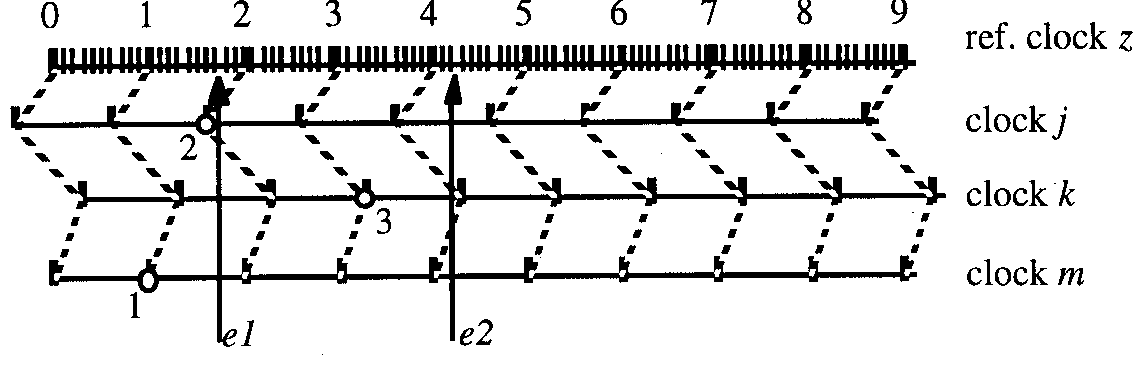 0 1 2 3 4 5 6 7 8 9
ref. clock z
clock j
2
clock k
3
clock m
1
e1 e2